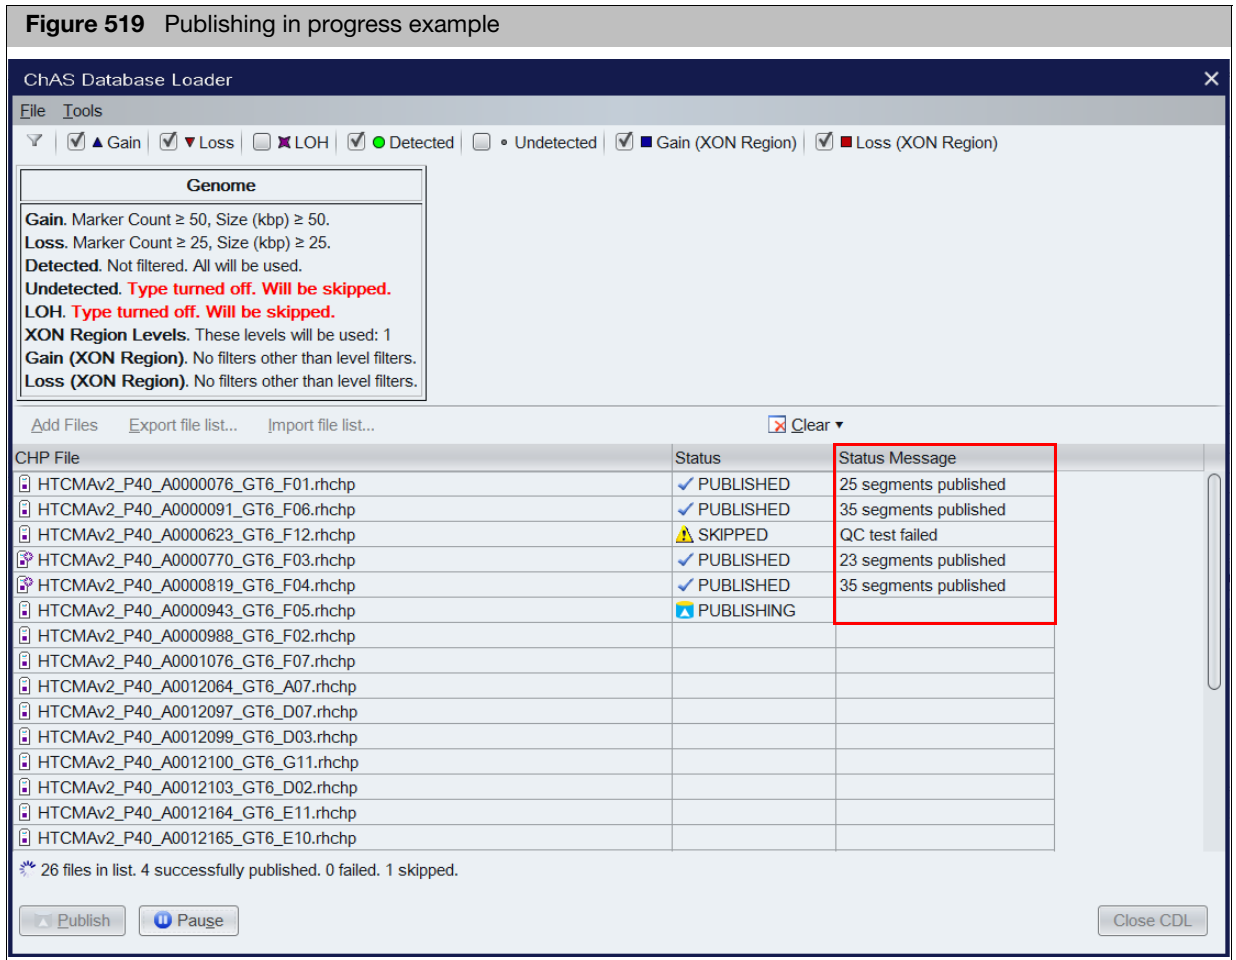 Figure 519 Publishing in progress example
ChAS Database Loader
File Tools
Gain Loss LOH Detected Undetected Gain (XON Region) Loss (XON Region)
Genome
Gain. Marker Count ≥ 50, Size (kbp) ≥ 50.
Loss. Marker Count ≥ 25, Size (kbp) ≥ 25.
Detected. Not filtered. All will be used.
Undetected. Type turned off. Will be skipped.
LOH. Type turned off. Will be skipped.
XON Region Levels. These levels will be used: 1
Gain (XON Region). No filters other than level filters.
Loss (XON Region). No filters other than level filters.
Add Files Export file list... Import file list... Clear
CHP File Status Status Message
HTCMAv2_P40_A0000076_GT6_F01.rhchp PUBLISHED 25 segments published
HTCMAv2_P40_A0000091_GT6_F06.rhchp PUBLISHED 35 segments published
HTCMAv2_P40_A0000623_GT6_F12.rhchp SKIPPED QC test failed
HTCMAv2_P40_A0000770_GT6_F03.rhchp PUBLISHED 23 segments published
HTCMAv2_P40_A0000819_GT6_F04.rhchp PUBLISHED 35 segments published
HTCMAv2_P40_A0000943_GT6_F05.rhchp PUBLISHING
HTCMAv2_P40_A0000988_GT6_F02.rhchp
HTCMAv2_P40_A0001076_GT6_F07.rhchp
HTCMAv2_P40_A0012064_GT6_A07.rhchp
HTCMAv2_P40_A0012097_GT6_D07.rhchp
HTCMAv2_P40_A0012099_GT6_D03.rhchp
HTCMAv2_P40_A0012100_GT6_G11.rhchp
HTCMAv2_P40_A0012103_GT6_D02.rhchp
HTCMAv2_P40_A0012164_GT6_E11.rhchp
HTCMAv2_P40_A0012165_GT6_E10.rhchp
26 files in list. 4 successfully published. 0 failed. 1 skipped.
Publish Pause Close CDL